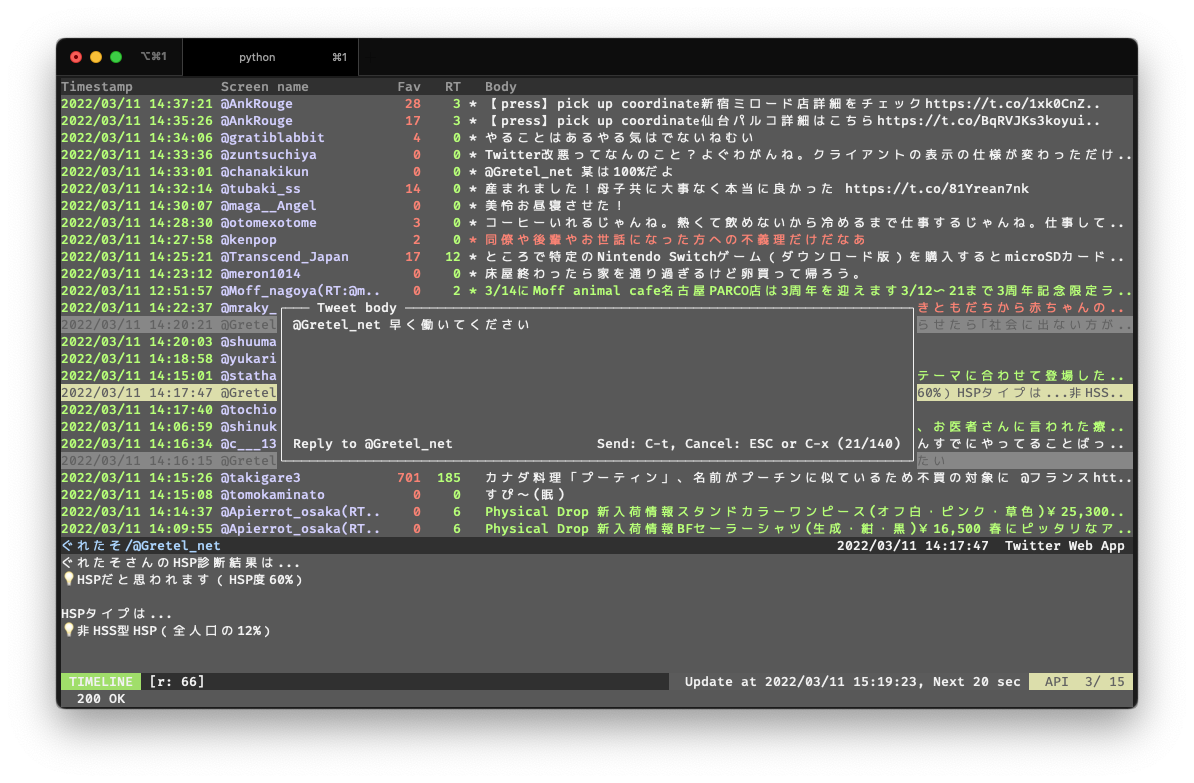 ⌥⌘1 python ⌘1
Timestamp Screen name Fav RT Body
2022/03/11 14:37:21 @AnkRouge 28 3 * 【press】pick up coordinate新宿ミロード店詳細をチェックhttps://t.co/1xk0CnZ..
2022/03/11 14:35:26 @AnkRouge 17 3 * 【press】pick up coordinate仙台パルコ詳細はこちらhttps://t.co/BqRVJKs3koyui..
2022/03/11 14:34:06 @gratiblabbit 4 0 * やることはあるやる気はでないねむい
2022/03/11 14:33:36 @zuntsuchiya 0 0 * Twitter改悪ってなんのこと？よぐわがんね。クライアントの表示の仕様が変わっただけ..
2022/03/11 14:33:01 @chanakikun 0 0 * @Gretel_net 某は100%だよ
2022/03/11 14:32:14 @tubaki_ss 14 0 * 産まれました！母子共に大事なく本当に良かった https://t.co/81Yrean7nk
2022/03/11 14:30:07 @maga__Angel 0 0 * 美怜お昼寝させた！
2022/03/11 14:28:30 @otomexotome 3 0 * コーヒーいれるじゃんね。熱くて飲めないから冷めるまで仕事するじゃんね。仕事して..
2022/03/11 14:27:58 @kenpop 2 0 * 同僚や後輩やお世話になった方への不義理だけだなあ
2022/03/11 14:25:21 @Transcend_Japan 17 12 * ところで特定のNintendo Switchゲーム(ダウンロード版)を購入するとmicroSDカード..
2022/03/11 14:23:12 @meron1014 0 0 * 床屋終わったら家を通り過ぎるけど卵買って帰ろう。
2022/03/11 12:51:57 @Moff_nagoya(RT:@m.. 0 2 * 3/14にMoff animal cafe名古屋PARCO店は3周年を迎えます3/12〜21まで3周年記念限定ラ..
2022/03/11 14:22:37 @mraky_ きともだちから赤ちゃんの..
2022/03/11 14:20:21 @Gretel らせたら「社会に出ない方が..
2022/03/11 14:20:03 @shuuma
2022/03/11 14:18:58 @yukari
2022/03/11 14:15:01 @statha テーマに合わせて登場した..
2022/03/11 14:17:47 @Gretel 60%)HSPタイプは...非HSS..
2022/03/11 14:17:40 @tochio
2022/03/11 14:06:59 @shinuk 、お医者さんに言われた療..
2022/03/11 14:16:34 @c___13 んすでにやってることばっ..
2022/03/11 14:16:15 @Gretel たい
Tweet body
@Gretel_net 早く働いてください
Reply to @Gretel_net Send: C-t, Cancel: ESC or C-x (21/140)
2022/03/11 14:15:26 @takigare3 701 185 カナダ料理「プーティン」、名前がプーチンに似ているため不買の対象に @フランスhtt..
2022/03/11 14:15:08 @tomokaminato 0 0 すぴ〜(眠)
2022/03/11 14:14:37 @Apierrot_osaka(RT.. 0 6 Physical Drop 新入荷情報スタンドカラーワンピース(オフ白・ピンク・草色)¥25,300..
2022/03/11 14:09:55 @Apierrot_osaka(RT.. 0 6 Physical Drop 新入荷情報BFセーラーシャツ(生成・紺・黒)¥16,500 春にピッタリなア..
ぐれたそ/@Gretel_net 2022/03/11 14:17:47 Twitter Web App
ぐれたそさんのHSP診断結果は...
💡HSPだと思われます(HSP度60%)
HSPタイプは...
💡非HSS型HSP(全人口の12%)
TIMELINE [r: 66] Update at 2022/03/11 15:19:23, Next 20 sec API 3/ 15
200 OK